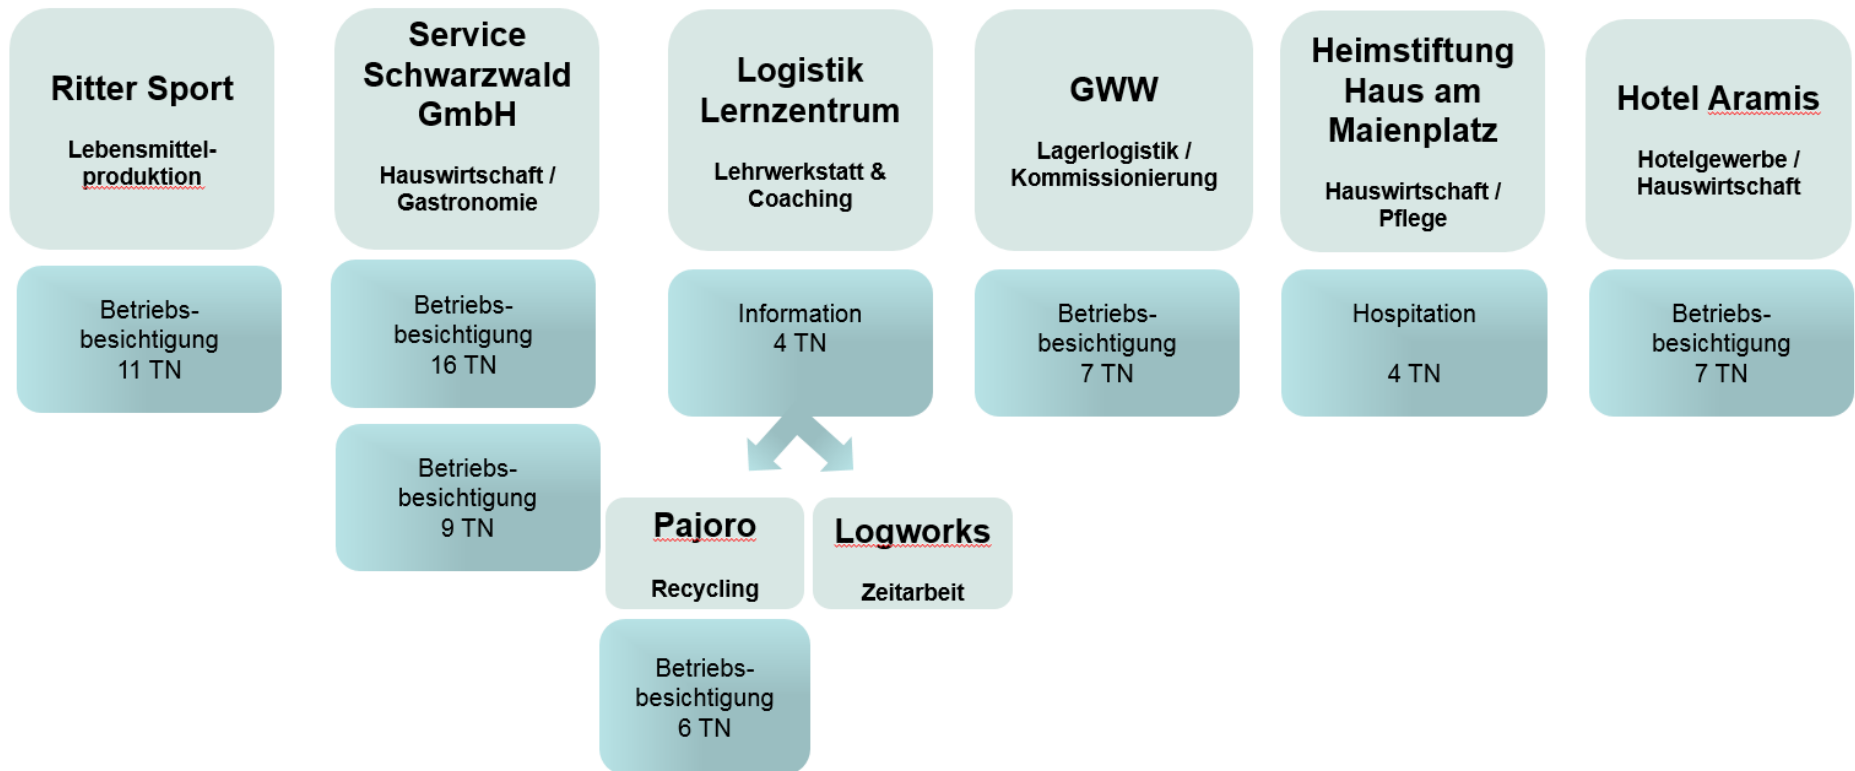 Ritter Sport
Lebensmittel-
produktion
Betriebs-
besichtigung
11 TN
Service
Schwarzwald
GmbH
Hauswirtschaft /
Gastronomie
Betriebs-
besichtigung
16 TN
Betriebs-
besichtigung
9 TN
Logistik
Lernzentrum
Lehrwerkstatt &
Coaching
Information
4 TN
Pajoro
Recycling
Betriebs-
besichtigung
6 TN
Logworks
Zeitarbeit
GWW
Lagerlogistik /
Kommissionierung
Betriebs-
besichtigung
7 TN
Heimstiftung
Haus am
Maienplatz
Hauswirtschaft /
Pflege
Hospitation
4 TN
Hotel Aramis
Hotelgewerbe /
Hauswirtschaft
Betriebs-
besichtigung
7 TN